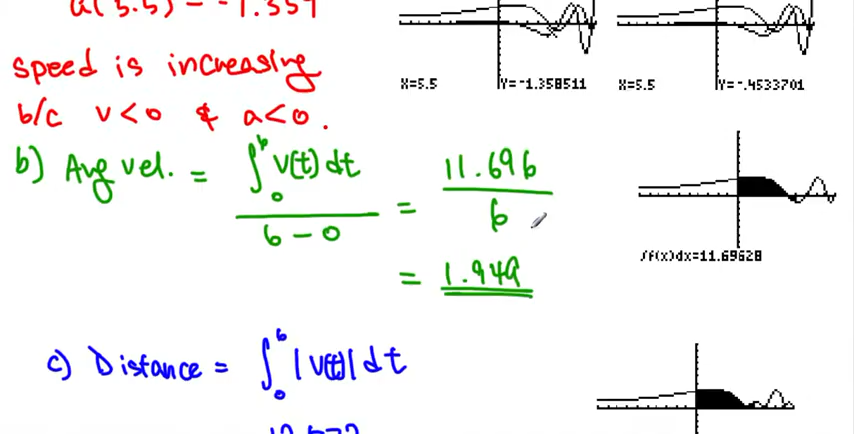 a(5.5) = -1.359
speed is increasing
b/c v < 0 & a < 0.
X=5.5 Y=-1.358511
X=5.5 Y=-.4533701
b) Avg vel. = ∫₀⁶ v(t) dt / 6 - 0 = 11.696 / 6
= 1.949
∫f(x)dx=11.69628
c) Distance = ∫₀⁶ |v(t)| dt